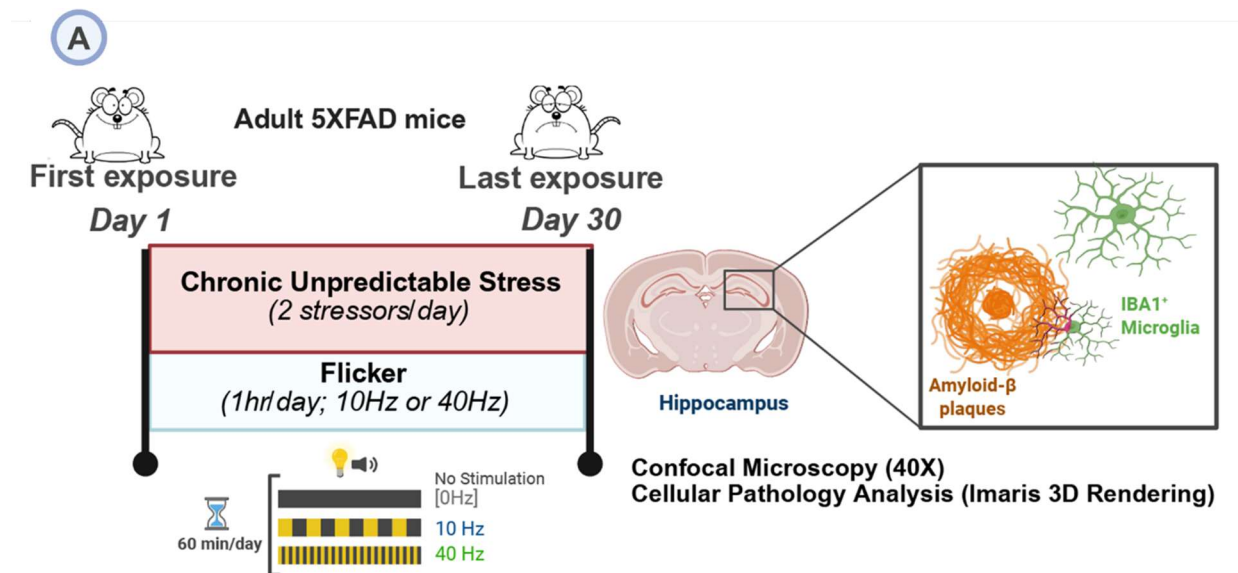 A
Adult 5XFAD mice
First exposure
Day 1
Last exposure
Day 30
Chronic Unpredictable Stress
(2 stressors/day)
Flicker
(1hr/day; 10Hz or 40Hz)
60 min/day
No Stimulation
[0Hz]
10 Hz
40 Hz
Hippocampus
IBA1⁺
Microglia
Amyloid-β
plaques
Confocal Microscopy (40X)
Cellular Pathology Analysis (Imaris 3D Rendering)